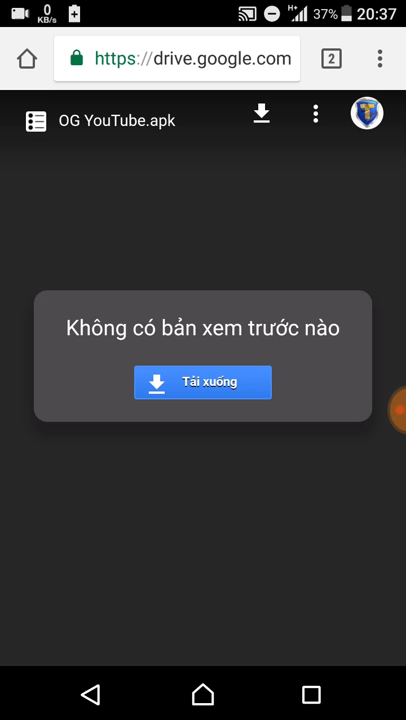 0
KB/s
H+
37%
20:37
https://drive.google.com
2
OG YouTube.apk
Không có bản xem trước nào
Tải xuống